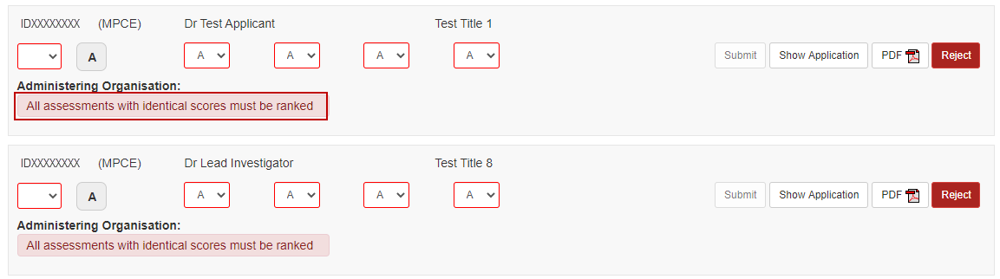 IDXXXXXXXX (MPCE) Dr Test Applicant Test Title 1
A A A A A Submit Show Application PDF Reject
Administering Organisation:
All assessments with identical scores must be ranked
IDXXXXXXXX (MPCE) Dr Lead Investigator Test Title 8
A A A A A Submit Show Application PDF Reject
Administering Organisation:
All assessments with identical scores must be ranked